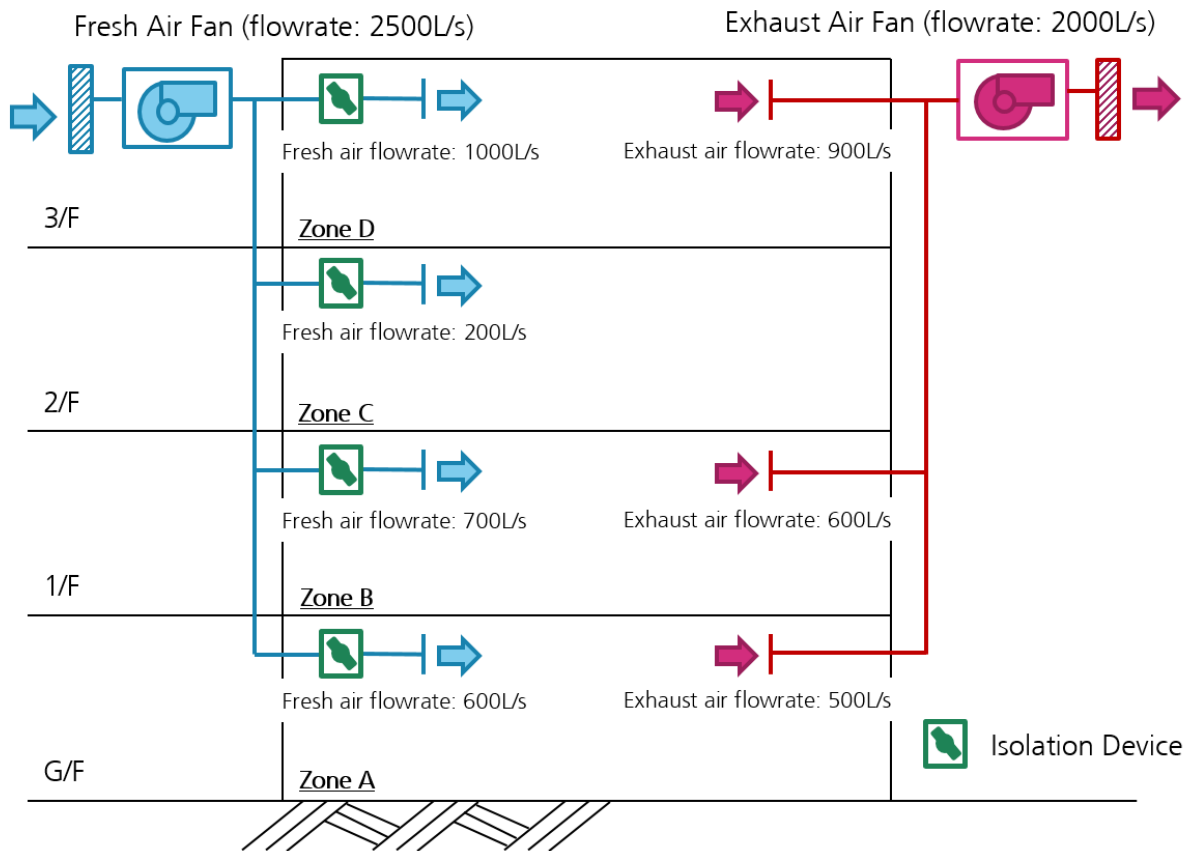 Fresh Air Fan (flowrate: 2500L/s)
Exhaust Air Fan (flowrate: 2000L/s)
Fresh air flowrate: 1000L/s
Exhaust air flowrate: 900L/s
3/F
Zone D
Fresh air flowrate: 200L/s
2/F
Zone C
Fresh air flowrate: 700L/s
Exhaust air flowrate: 600L/s
1/F
Zone B
Fresh air flowrate: 600L/s
Exhaust air flowrate: 500L/s
Isolation Device
G/F
Zone A